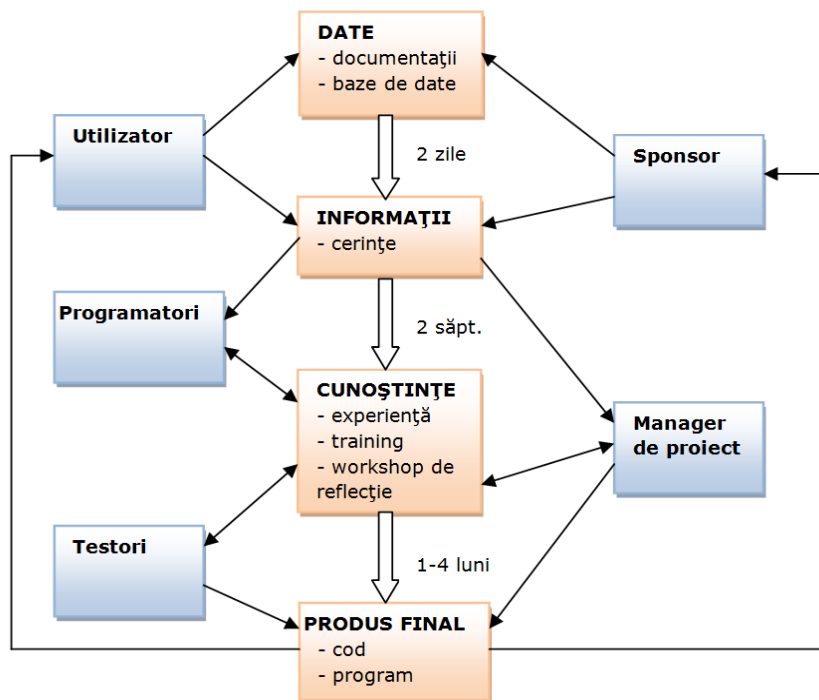 DATE
- documentaţii
- baze de date
Utilizator
2 zile
Sponsor
INFORMAŢII
- cerinţe
Programatori
2 săpt.
CUNOŞTINŢE
- experienţă
- training
- workshop de
reflecţie
Manager
de proiect
Testori
1-4 luni
PRODUS FINAL
- cod
- program